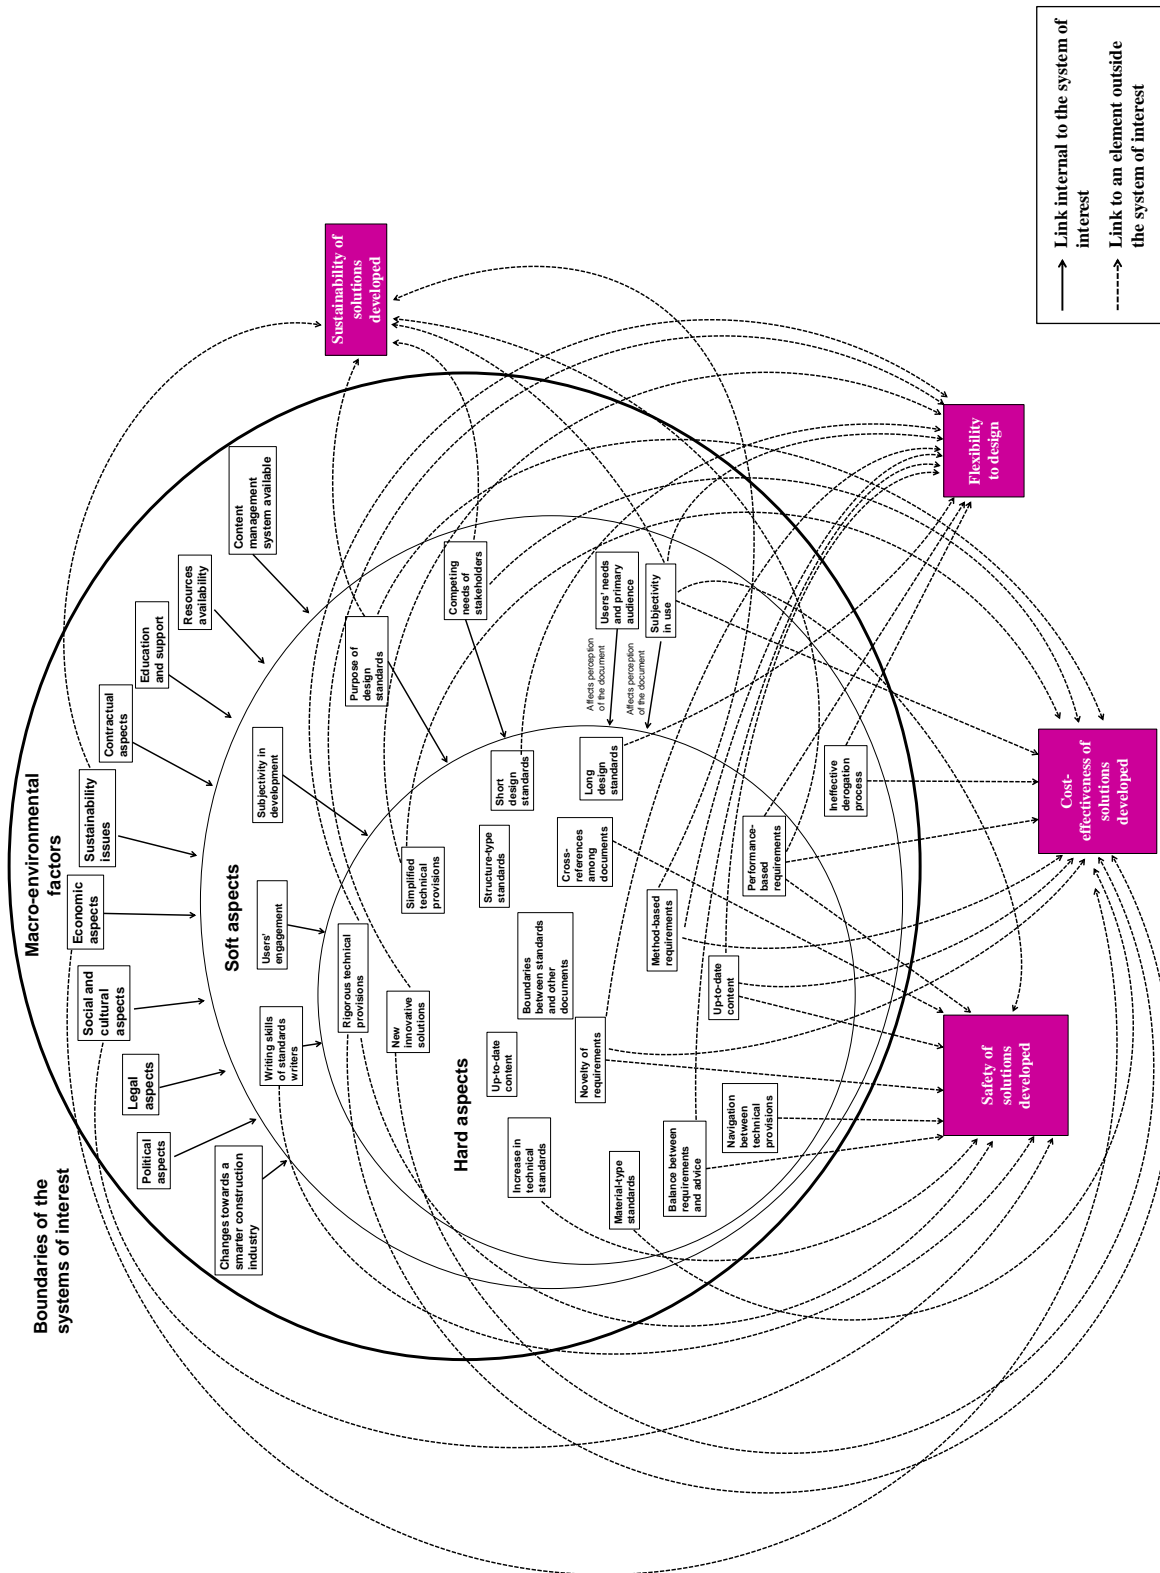 Boundaries of the
systems of interest
Macro-environmental
factors
Changes towards a
smarter construction
industry
Political
aspects
Legal
aspects
Social and
cultural
aspects
Economic
aspects
Sustainability
issues
Contractual
aspects
Education
and support
Resources
availability
Content
management
system available
Soft aspects
Writing skills
of standards
writers
Users'
engagement
Subjectivity in
development
Purpose of
design
standards
Competing
needs of
stakeholders
Users' needs
and primary
audience
Subjectivity
in use
Affects perception
of the document
Affects perception
of the document
Hard aspects
Rigorous technical
provisions
New
innovative
solutions
Simplified
technical
provisions
Structure-type
standards
Short
design
standards
Long
design
standards
Up-to-date
content
Boundaries
between standards
and other
documents
Cross-
references
among
documents
Increase in
technical
standards
Novelty of
requirements
Method-based
requirements
Material-type
standards
Balance between
requirements
and advice
Up-to-date
content
Performance-
based
requirements
Navigation
between
technical
provisions
Ineffective
derogation
process
Sustainability of
solutions
developed
Flexibility
to design
Cost-
effectiveness of
solutions
developed
Safety of
solutions
developed
Link internal to the system of
interest
Link to an element outside
the system of interest